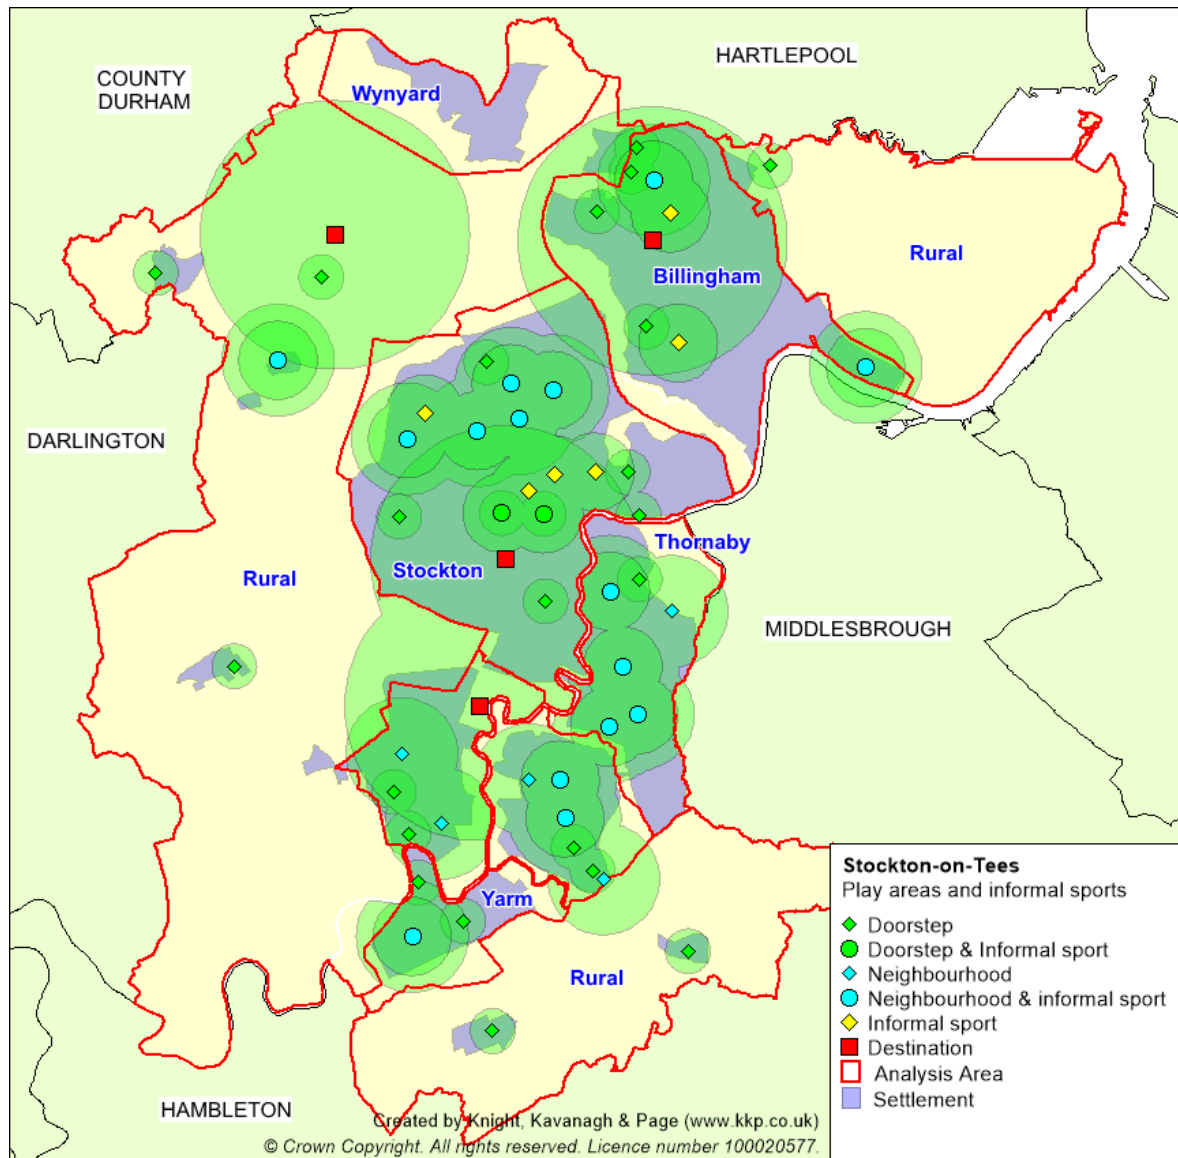 HARTLEPOOL
COUNTY
DURHAM
Wynyard
Rural
Billingham
DARLINGTON
Thornaby
Stockton
Rural
MIDDLESBROUGH
Yarm
Rural
HAMBLETON
Stockton-on-Tees
Play areas and informal sports
Doorstep
Doorstep & Informal sport
Neighbourhood
Neighbourhood & informal sport
Informal sport
Destination
Analysis Area
Settlement
Created by Knight, Kavanagh & Page (www.kkp.co.uk)
© Crown Copyright. All rights reserved. Licence number 100020577.